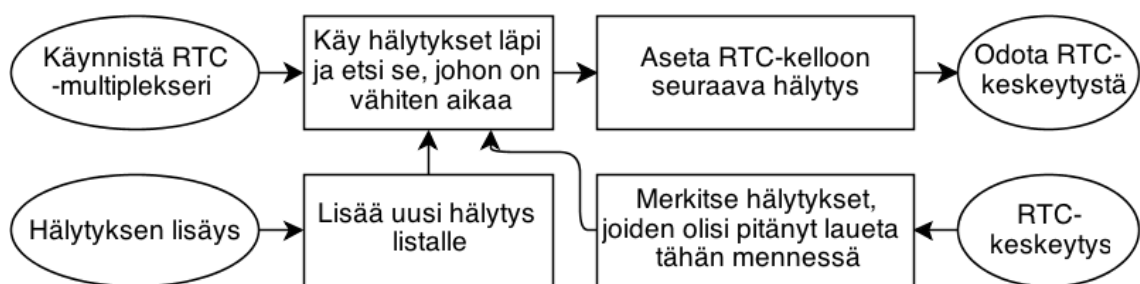 Käynnistä RTC
-multiplekseri
Käy hälytykset läpi
ja etsi se, johon on
vähiten aikaa
Aseta RTC-kelloon
seuraava hälytys
Odota RTC-
keskeytystä
Hälytyksen lisäys
Lisää uusi hälytys
listalle
Merkitse hälytykset,
joiden olisi pitänyt laueta
tähän mennessä
RTC-
keskeytys